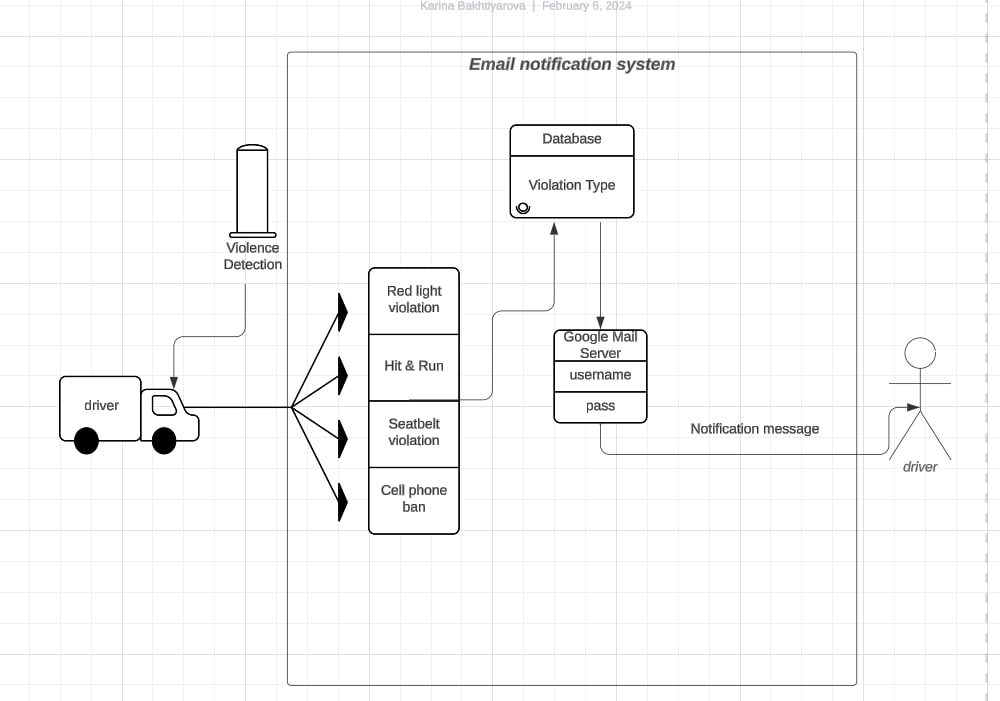 Karina Bakhtiyarova | February 6, 2024
Email notification system
Database
Violation Type
Violence
Detection
Red light
violation
Hit & Run
Seatbelt
violation
Cell phone
ban
driver
Google Mail
Server
username
pass
Notification message
driver